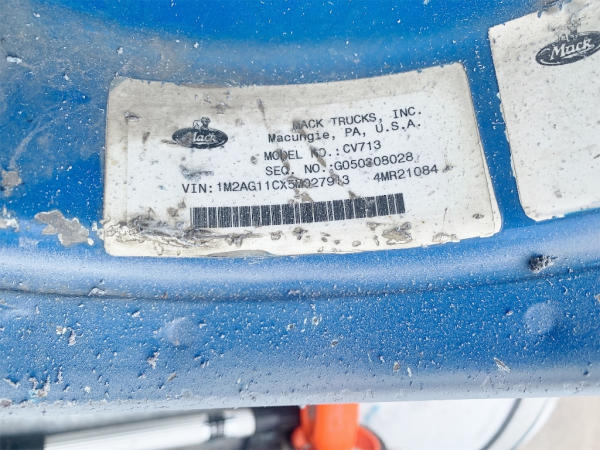 Mack
MACK TRUCKS, INC.
Macungie, PA, U.S.A.
MODEL NO.:CV713
SEQ. NO.:G050308028
VIN:1M2AG11CX5M027913 4MR21084
Mack